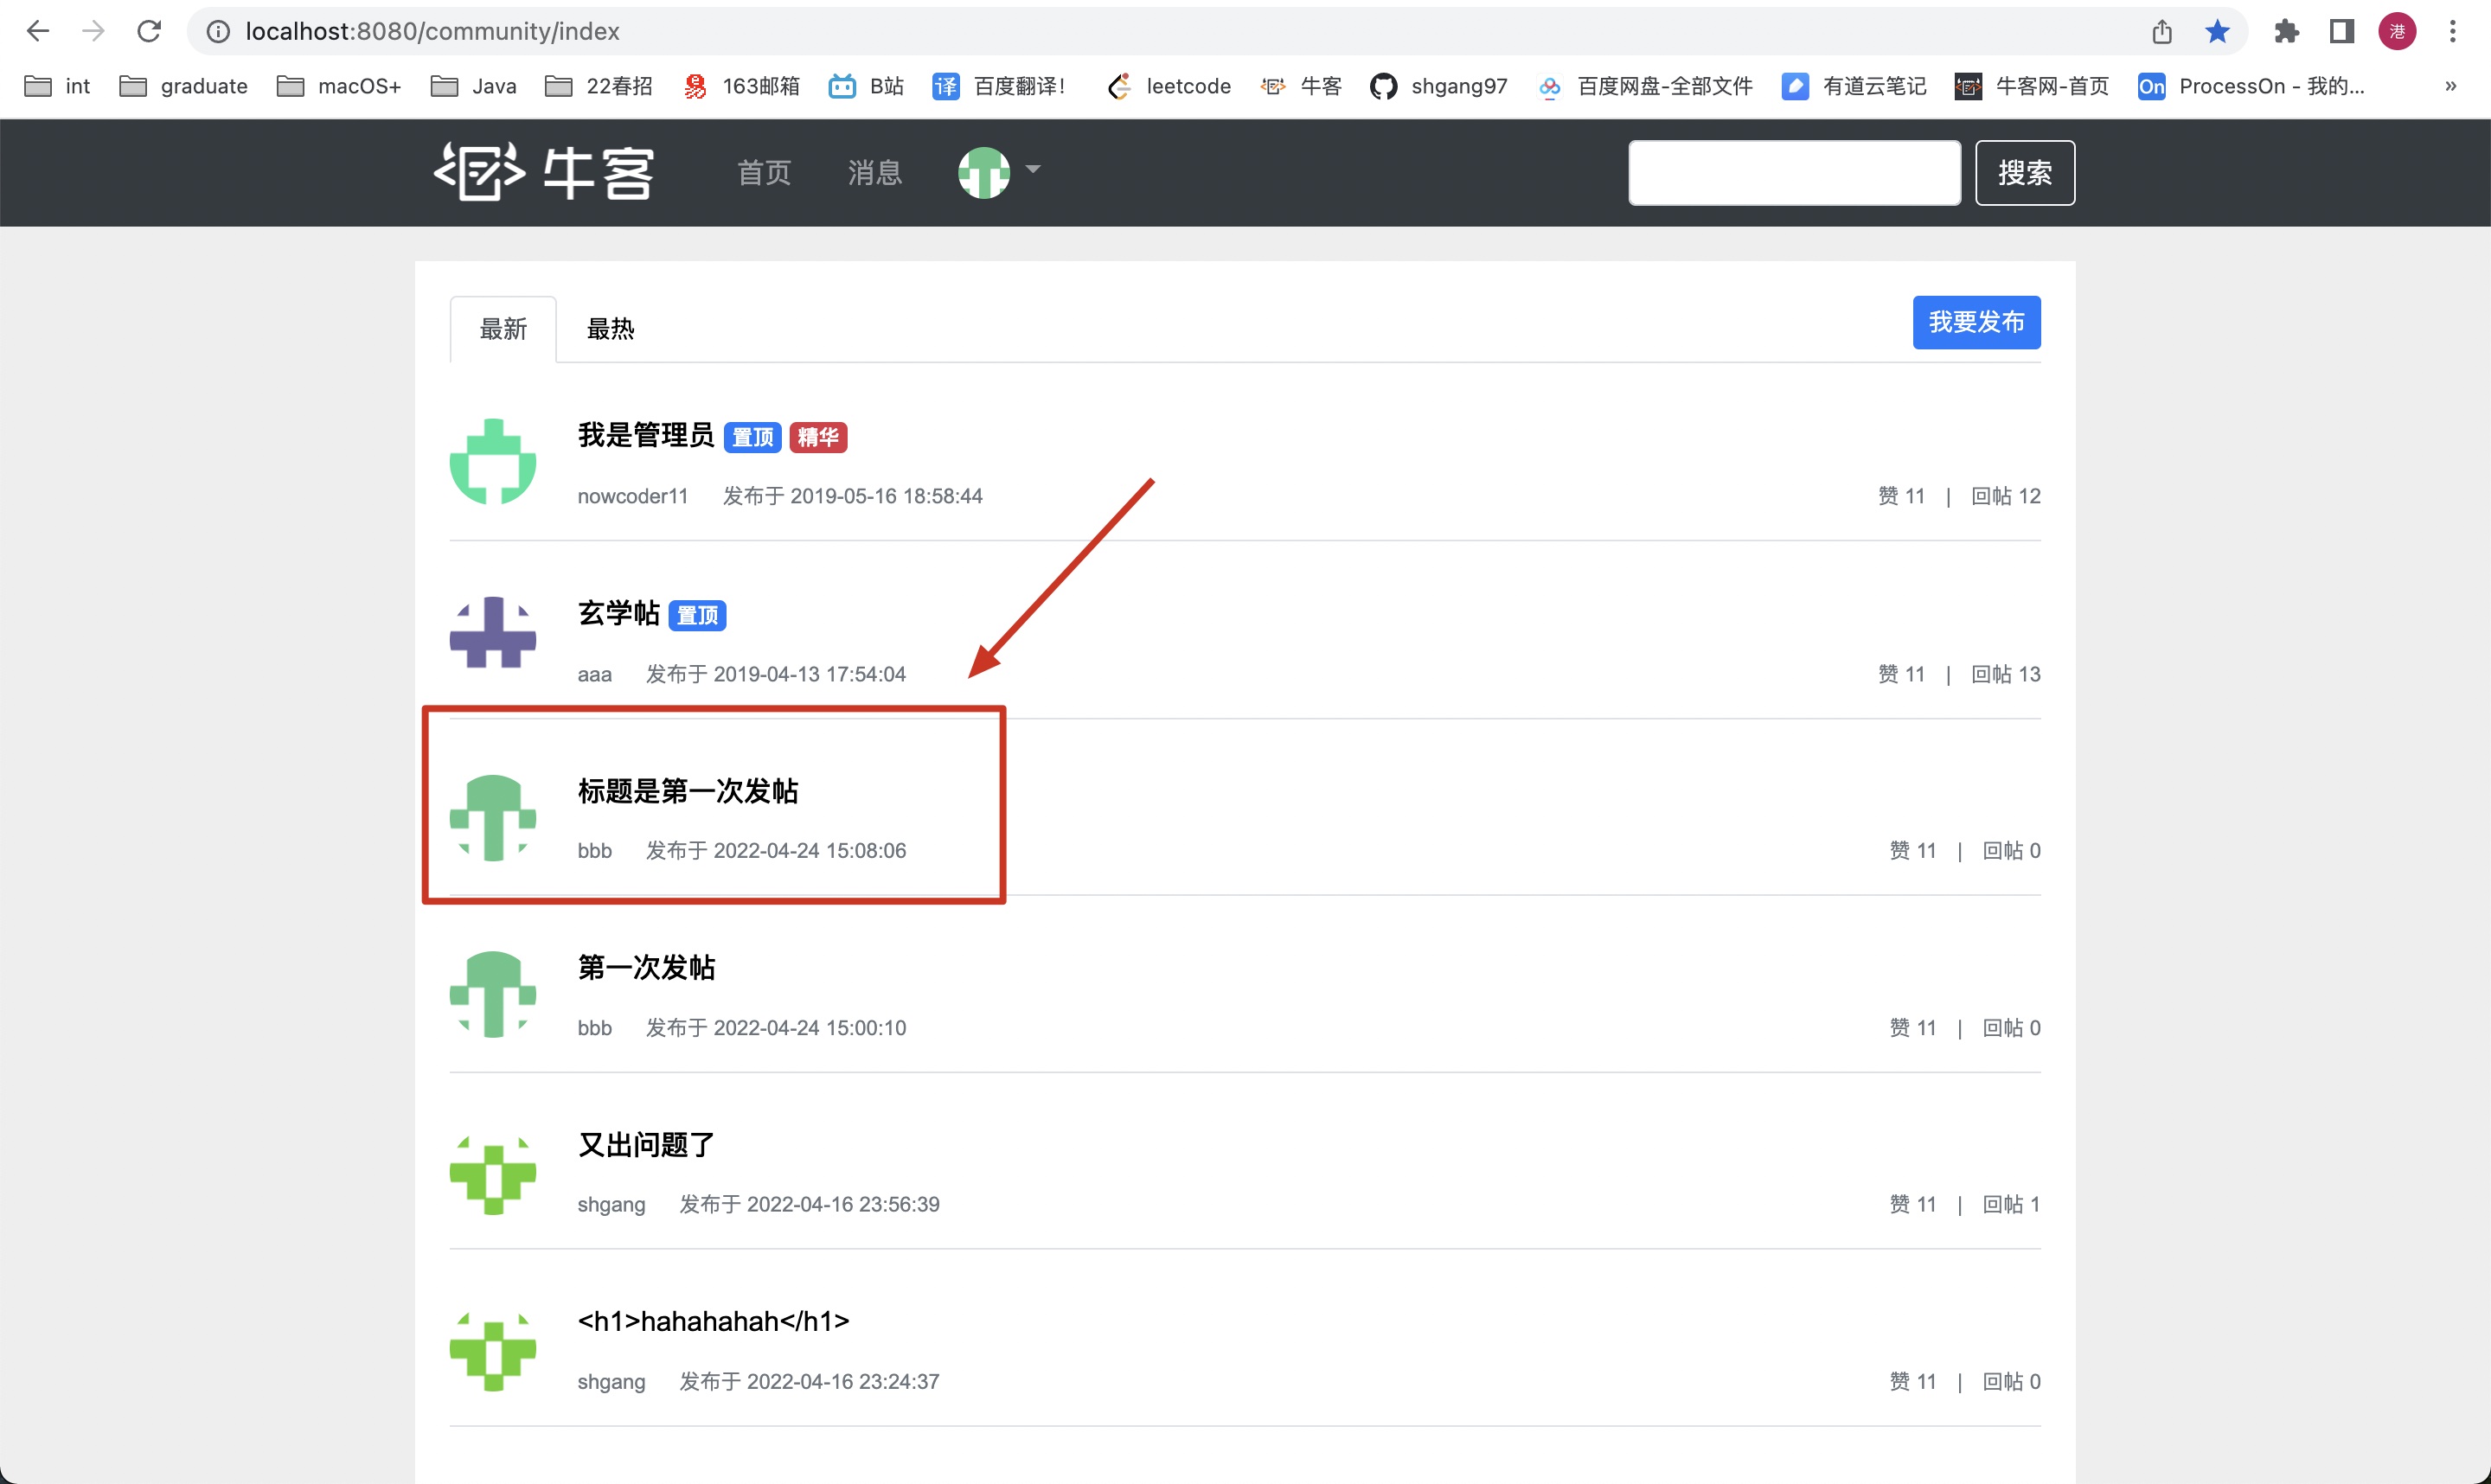 localhost:8080/community/index
港
int graduate macOS+ Java 22春招 163邮箱 B站 译 百度翻译! leetcode 牛客 shgang97 百度网盘-全部文件 有道云笔记 牛客网-首页 On ProcessOn - 我的... »
牛客 首页 消息 搜索
最新 最热 我要发布
我是管理员 置顶 精华
nowcoder11 发布于 2019-05-16 18:58:44 赞 11 | 回帖 12
玄学帖 置顶
aaa 发布于 2019-04-13 17:54:04 赞 11 | 回帖 13
标题是第一次发帖
bbb 发布于 2022-04-24 15:08:06 赞 11 | 回帖 0
第一次发帖
bbb 发布于 2022-04-24 15:00:10 赞 11 | 回帖 0
又出问题了
shgang 发布于 2022-04-16 23:56:39 赞 11 | 回帖 1
<h1>hahahahah</h1>
shgang 发布于 2022-04-16 23:24:37 赞 11 | 回帖 0